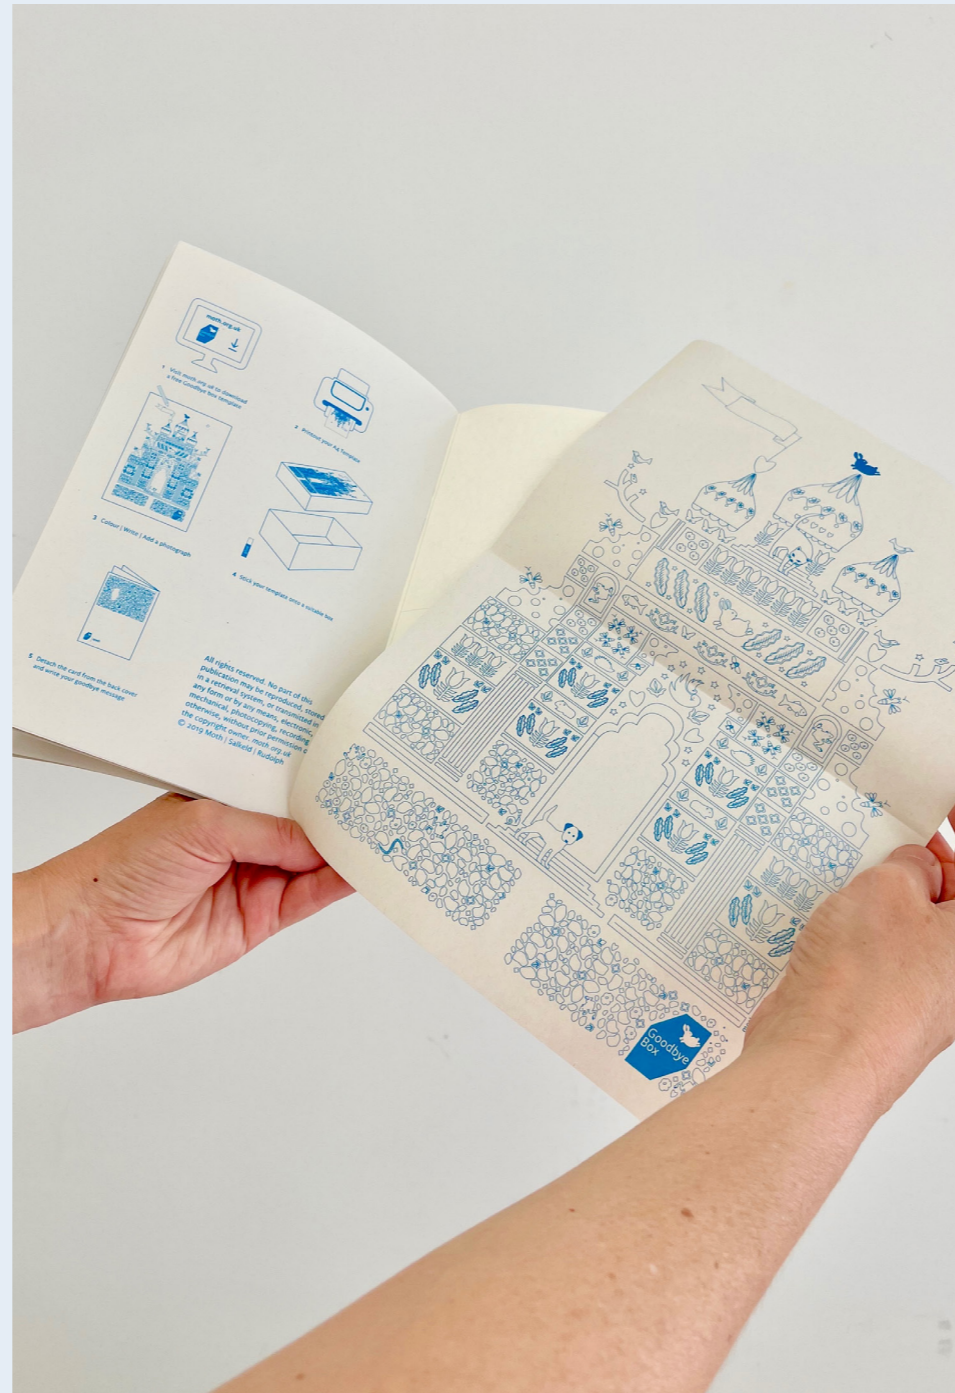 moth.org.uk
1 Visit moth.org.uk to download
a free Goodbye Box template
2 Printout your A4 Template
3 Colour | Write | Add a photograph
4 Stick your template onto a suitable box
5 Detach the card from the back cover
and write your goodbye message
All rights reserved. No part of this
publication may be reproduced, stored
in a retrieval system, or transmitted in
any form or by any means, electronic,
mechanical, photocopying, recording,
otherwise, without prior permission
the copyright owner. moth.org.uk
© 2019 Moth | Salkeld | Rudolph
Goodbye
Box